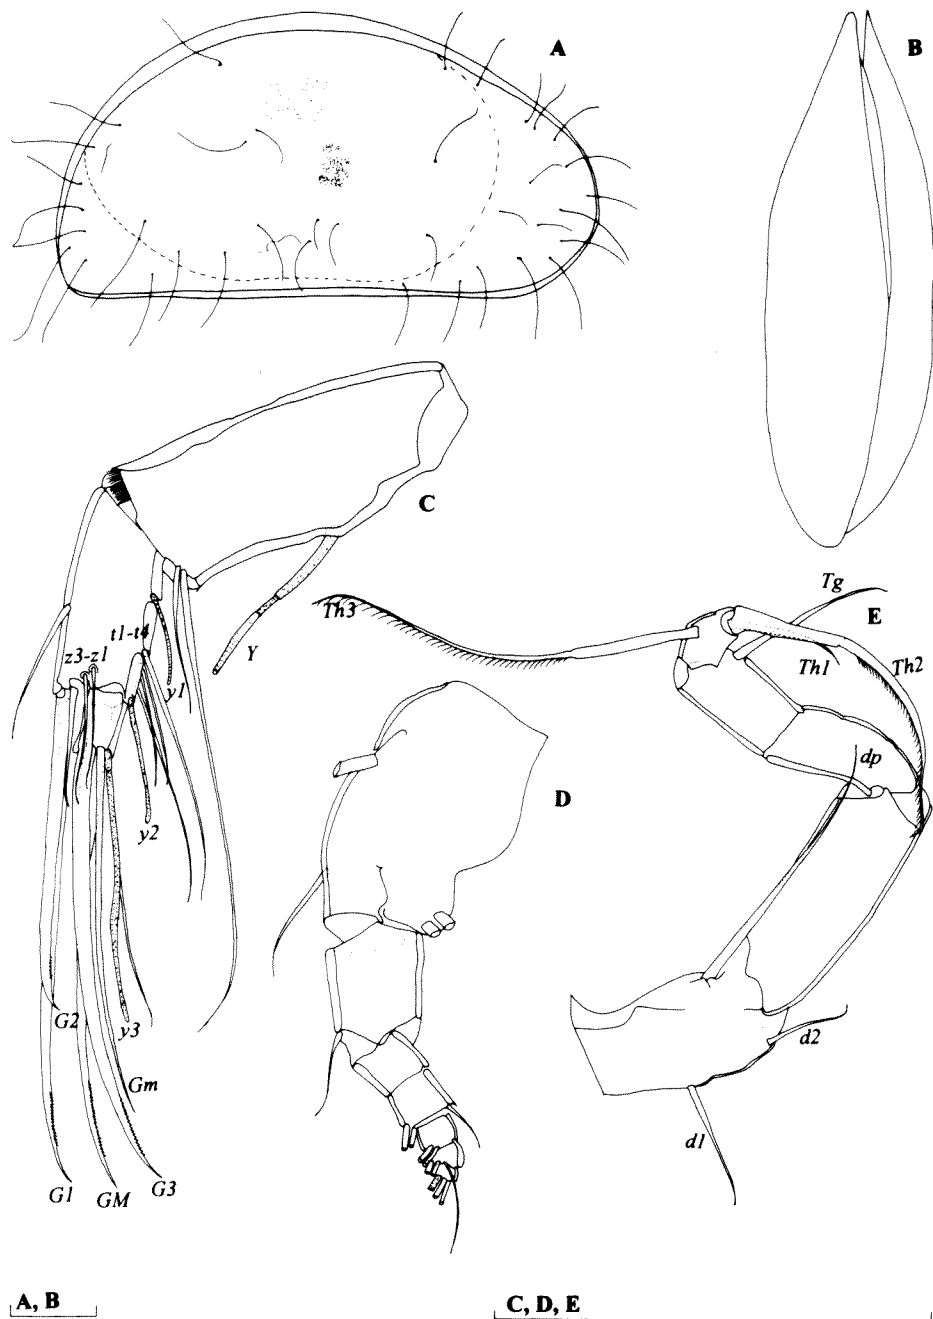 A
B
C
Y
t1-t4
z3-z1
y1
y2
y3
G2
Gm
G1
GM
G3
D
Th3
Tg
E
Th1
Th2
dp
d2
d1
A, B
C, D, E